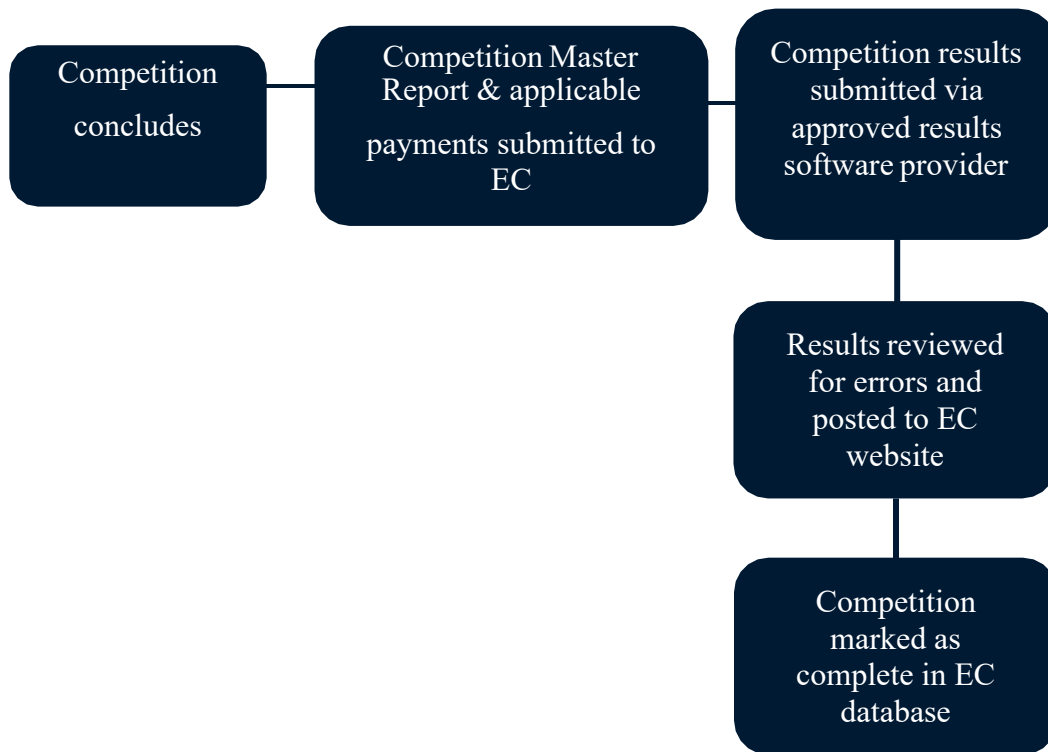 Competition
concludes
Competition Master
Report & applicable
payments submitted to
EC
Competition results
submitted via
approved results
software provider
Results reviewed
for errors and
posted to EC
website
Competition
marked as
complete in EC
database